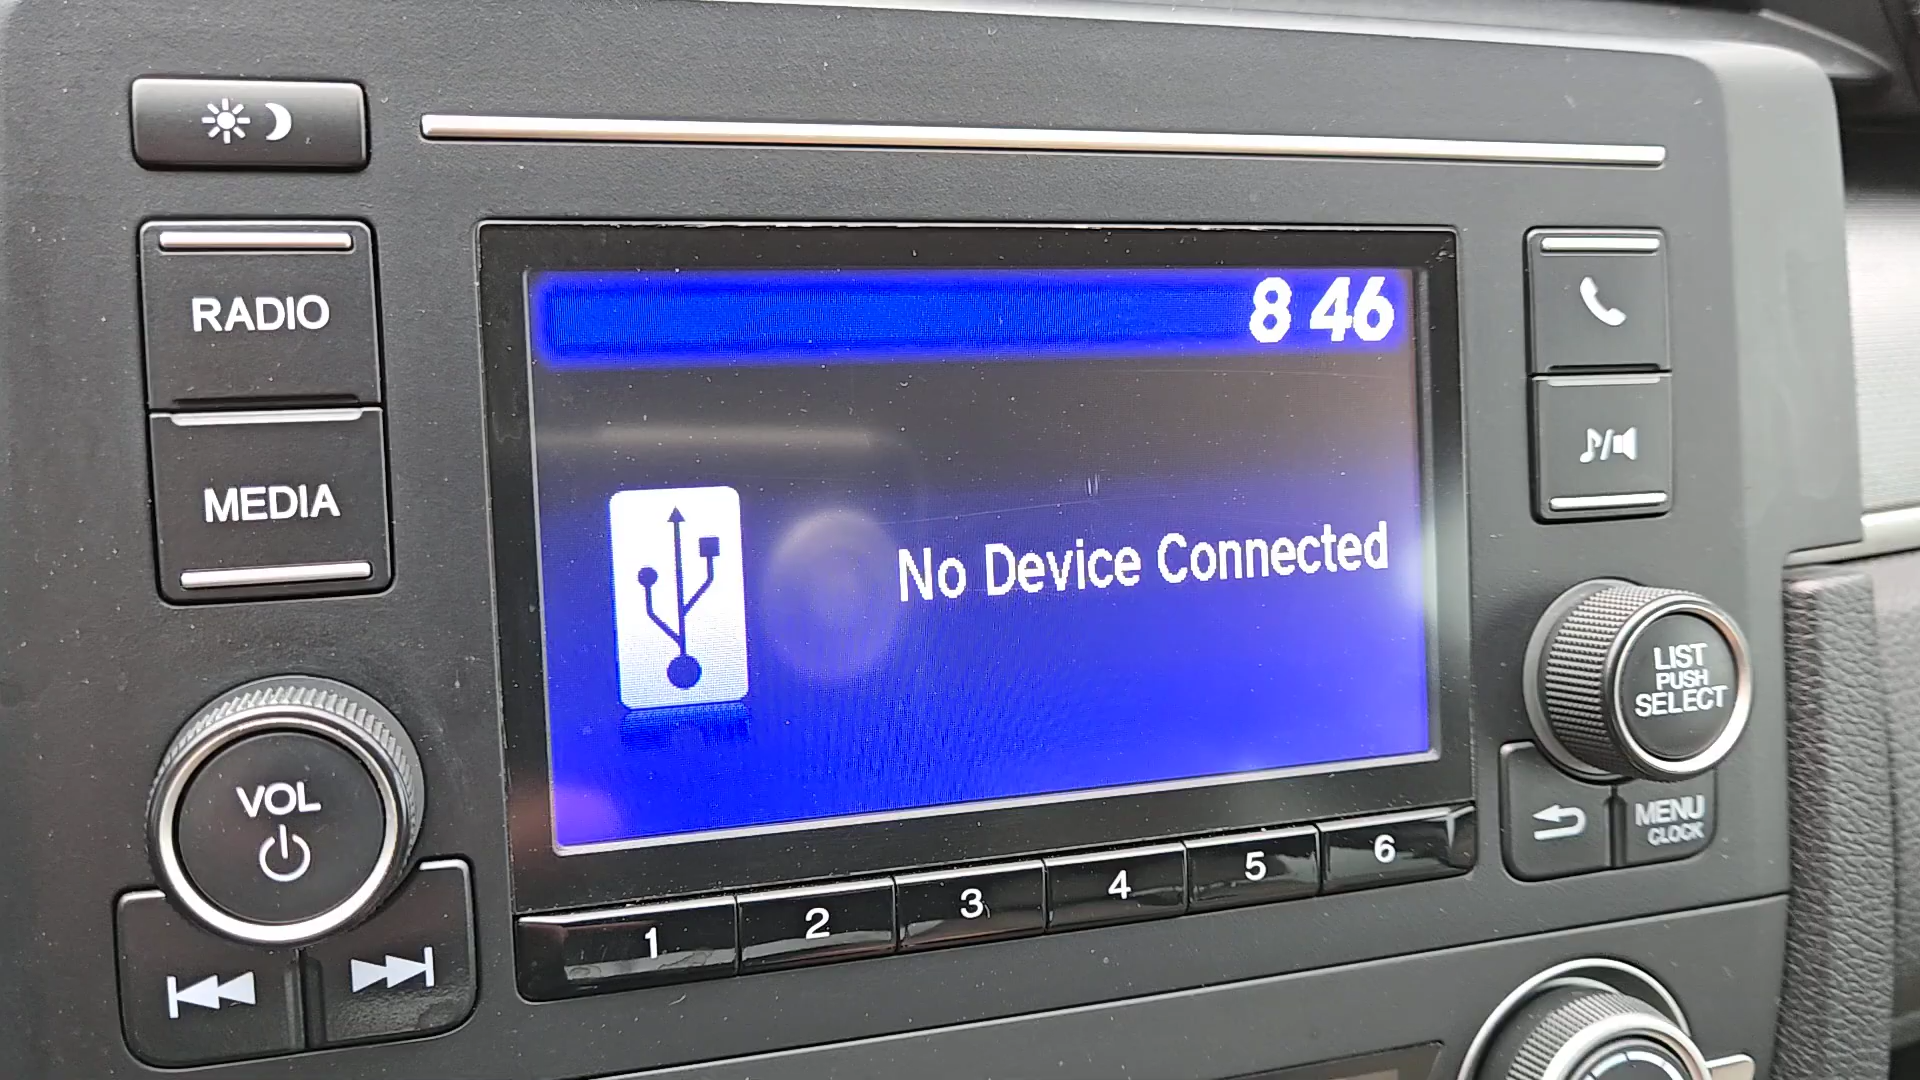 RADIO
MEDIA
VOL
8 46
No Device Connected
LIST
PUSH
SELECT
MENU
CLOCK
1 2 3 4 5 6